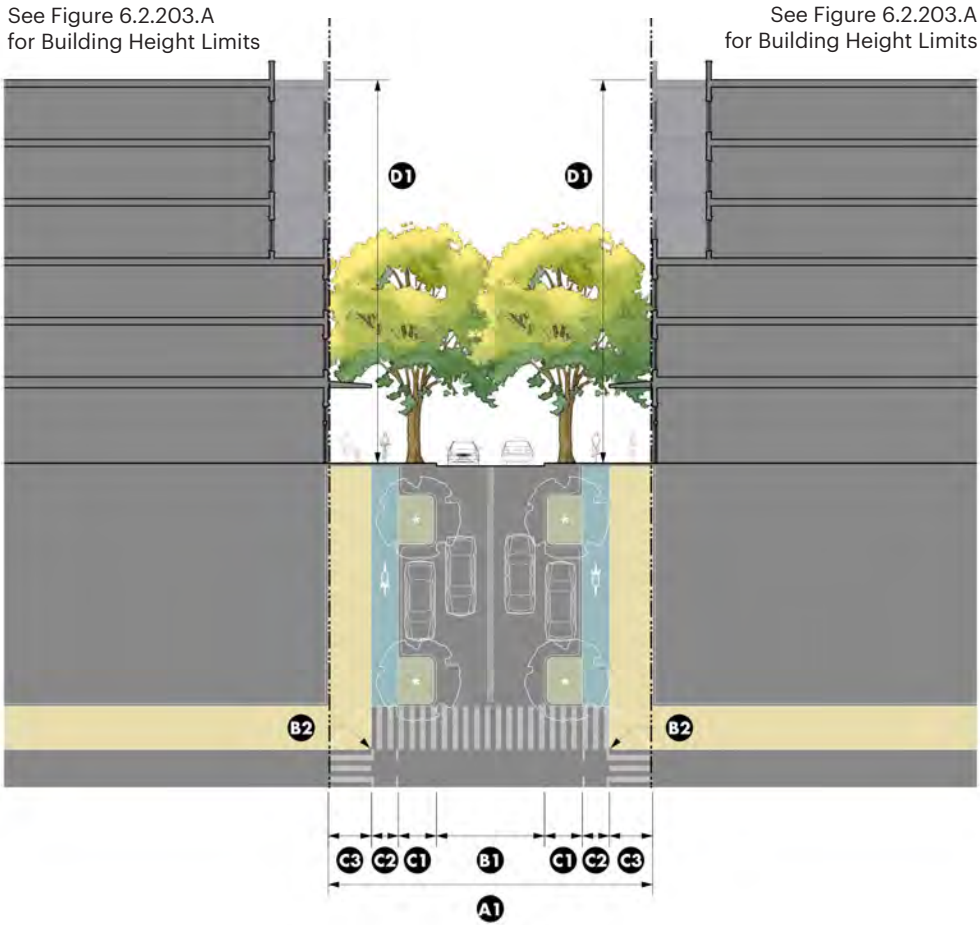 See Figure 6.2.203.A
for Building Height Limits
See Figure 6.2.203.A
for Building Height Limits
D1
D1
B2
B2
C3
C2
C1
B1
C1
C2
C3
A1